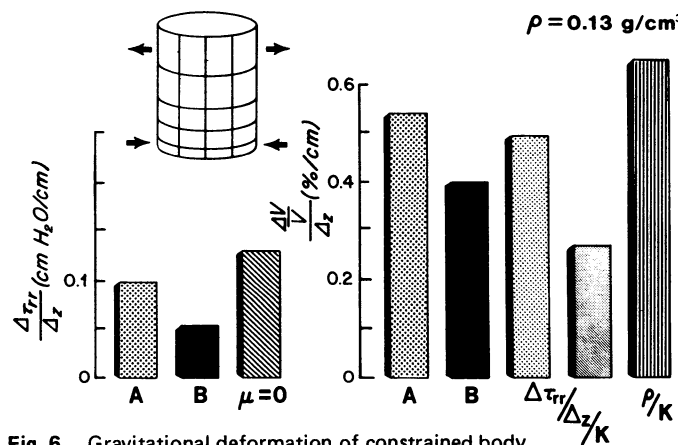 ρ = 0.13 g/cm³
Δτrr/Δz (cm H₂O/cm)
0.1
0
A
B
μ=0
ΔV/V/Δz (%/cm)
0.6
0.4
0.2
0
A
B
Δτrr/Δz/K
ρ/K
Fig. 6 Gravitational deformation of constrained body